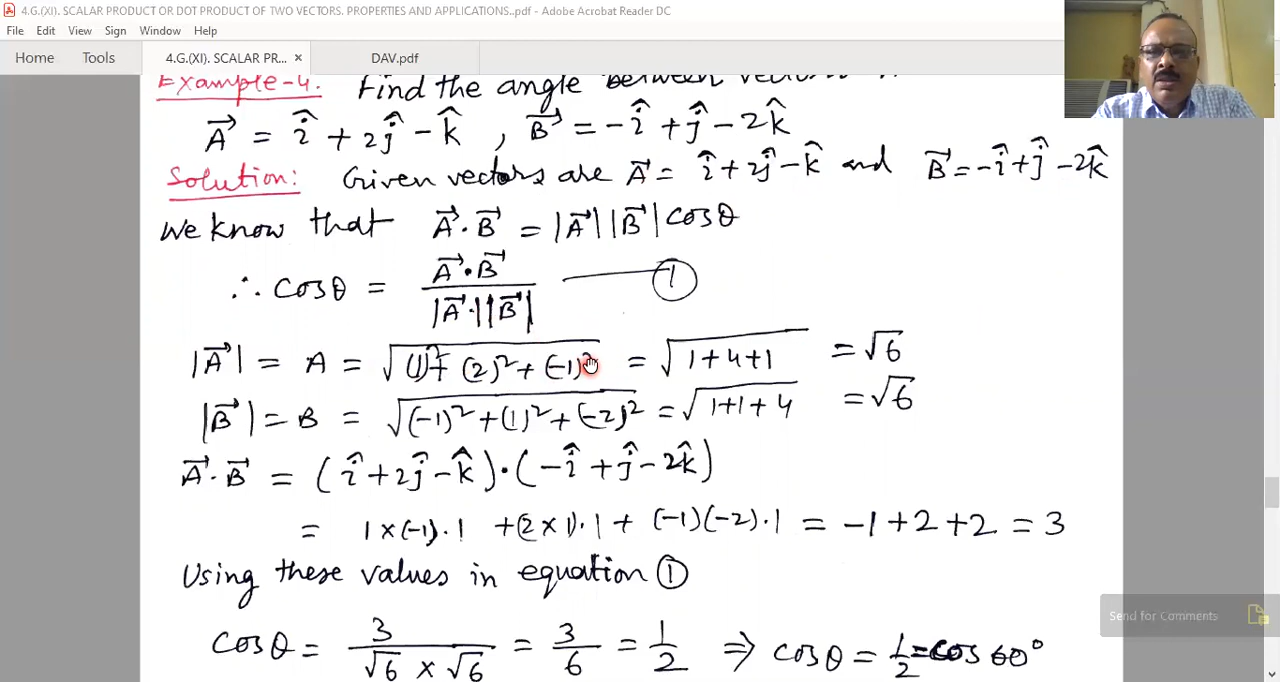 4.G.(XI). SCALAR PRODUCT OR DOT PRODUCT OF TWO VECTORS. PROPERTIES AND APPLICATIONS..pdf - Adobe Acrobat Reader DC
File Edit View Sign Window Help
Home Tools 4.G.(XI). SCALAR PR... × DAV.pdf
Example-4. Find the angle between vectors
A⃗ = î + 2ĵ - k̂ , B⃗ = -î + ĵ - 2k̂
Solution: Given vectors are A⃗ = î + 2ĵ - k̂ and B⃗ = -î + ĵ - 2k̂
We know that A⃗ · B⃗ = |A⃗| |B⃗| cosθ
∴ cosθ = A⃗·B⃗ / |A⃗·||B⃗| —— ①
|A⃗| = A = √((1)² + (2)² + (-1)²) = √(1+4+1) = √6
|B⃗| = B = √((-1)² + (1)² + (-2)²) = √(1+1+4) = √6
A⃗ · B⃗ = (î + 2ĵ - k̂) · (-î + ĵ - 2k̂)
= 1×(-1)·1 + (2×1)·1 + (-1)(-2)·1 = -1+2+2 = 3
Using these values in equation ①
Send for Comments
cosθ = 3 / (√6 × √6) = 3/6 = 1/2 ⇒ cosθ = 1/2 = cos 60°